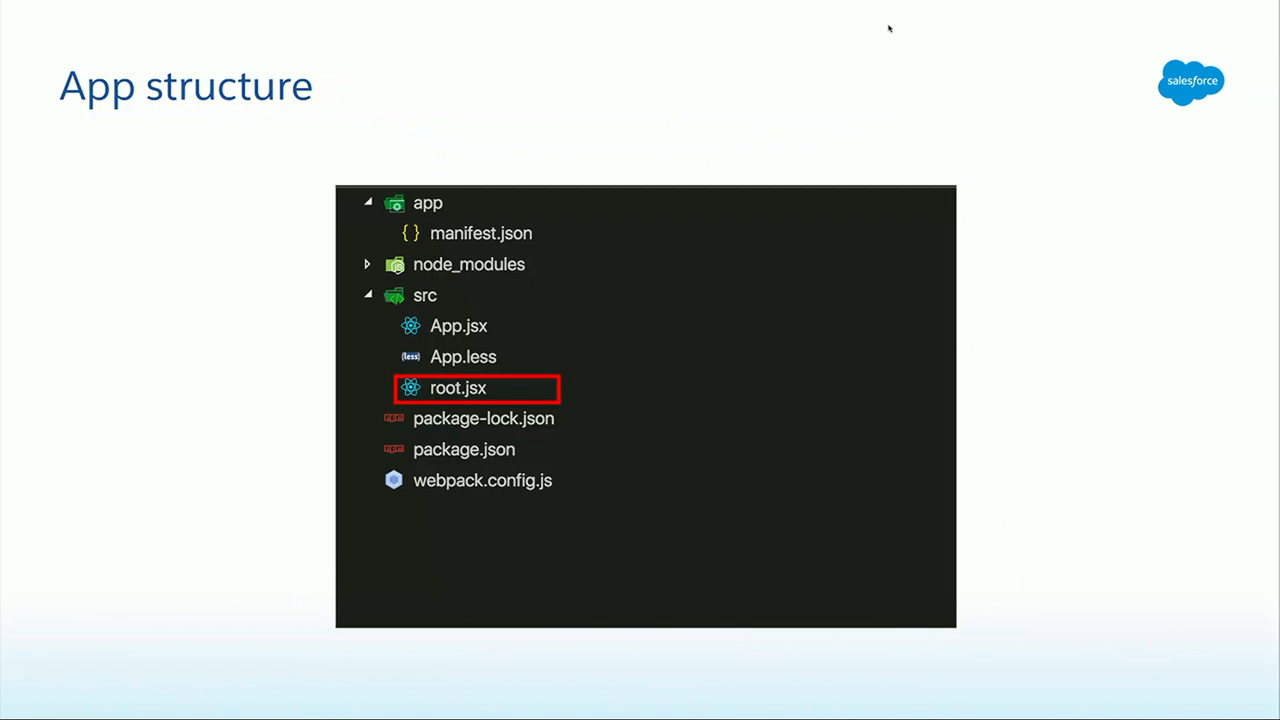 App structure
salesforce
app
{ } manifest.json
node_modules
src
App.jsx
{less} App.less
root.jsx
package-lock.json
package.json
webpack.config.js